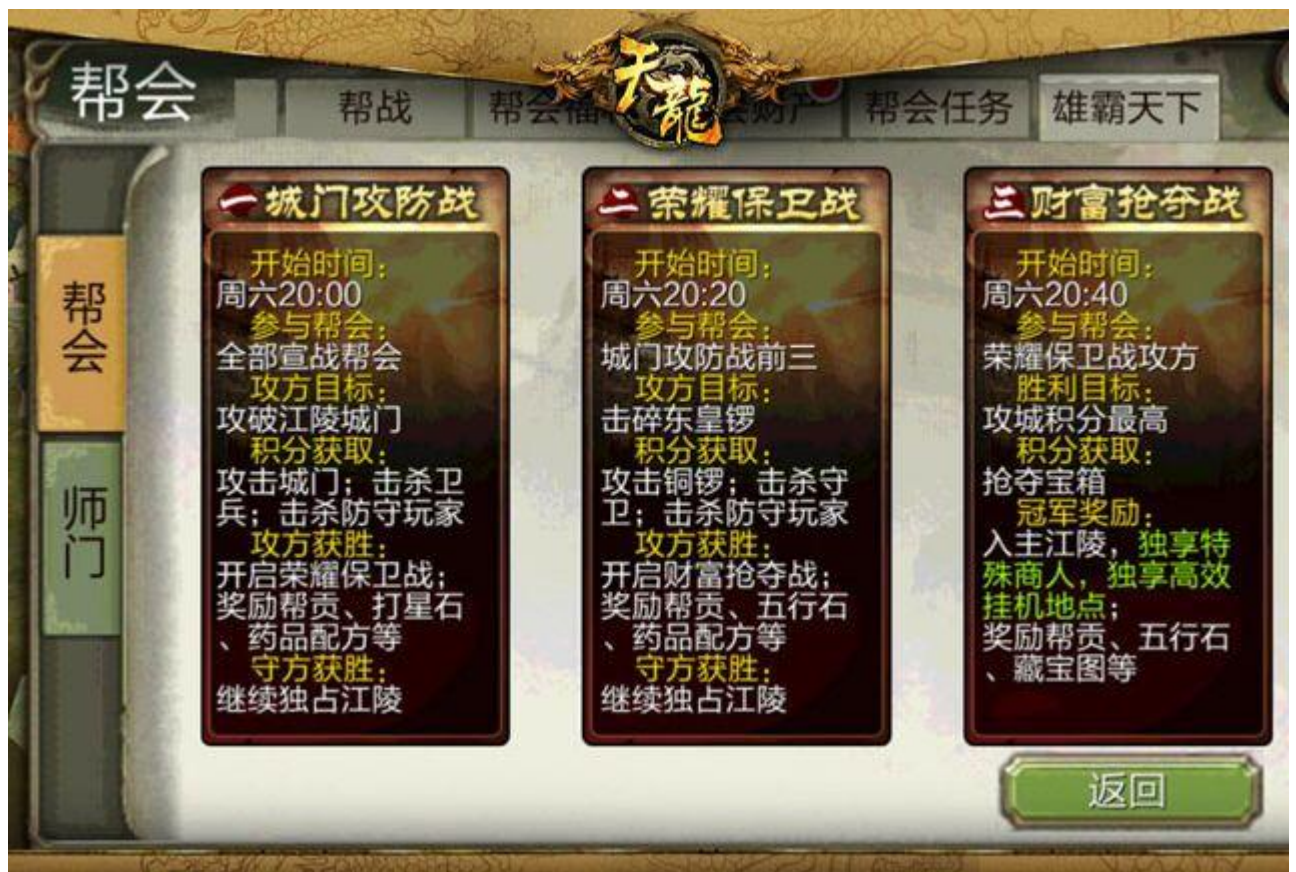 天龍
帮会
帮战
帮会福
财产
帮会任务
雄霸天下
帮会
师门
一 城门攻防战
开始时间：
周六20:00
参与帮会：
全部宣战帮会
攻方目标：
攻破江陵城门
积分获取：
攻击城门；击杀卫
兵；击杀防守玩家
攻方获胜：
开启荣耀保卫战；
奖励帮贡、打星石
、药品配方等
守方获胜：
继续独占江陵
二 荣耀保卫战
开始时间：
周六20:20
参与帮会：
城门攻防战前三
攻方目标：
击碎东皇锣
积分获取：
攻击铜锣；击杀守
卫；击杀防守玩家
攻方获胜：
开启财富抢夺战；
奖励帮贡、五行石
、药品配方等
守方获胜：
继续独占江陵
三 财富抢夺战
开始时间：
周六20:40
参与帮会：
荣耀保卫战攻方
胜利目标：
攻城积分最高
积分获取：
抢夺宝箱
冠军奖励：
入主江陵，独享特
殊商人，独享高效
挂机地点；
奖励帮贡、五行石
、藏宝图等
返回